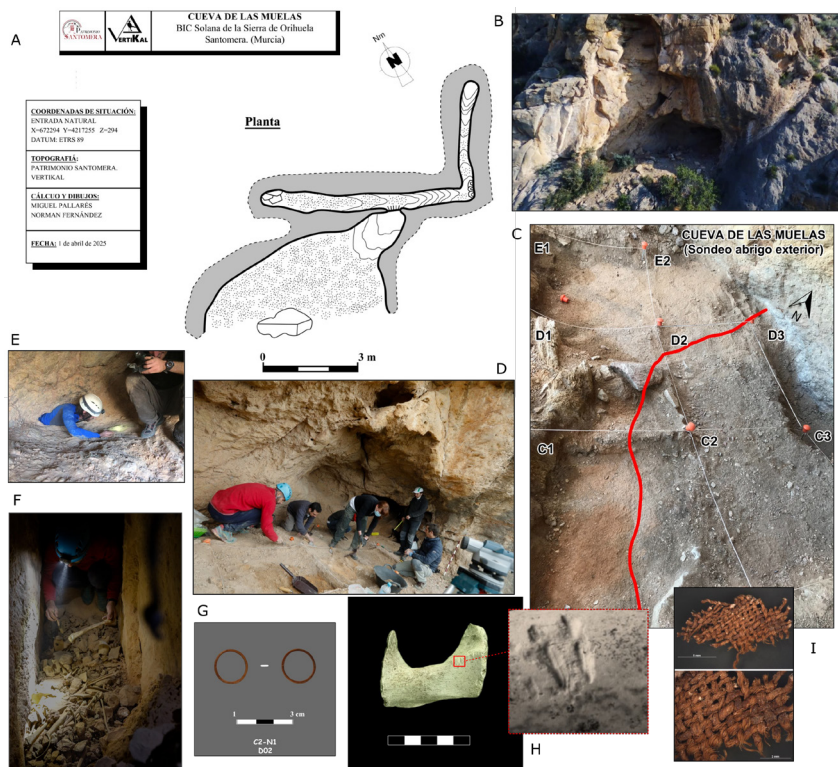 A
PATRIMONIO
SANTOMERA
VERTIKAL
CUEVA DE LAS MUELAS
BIC Solana de la Sierra de Orihuela
Santomera. (Murcia)
Nm
N
B
COORDENADAS DE SITUACIÓN:
ENTRADA NATURAL
X=672294 Y=4217255 Z=294
DATUM: ETRS 89
TOPOGRAFIÁ:
PATRIMONIO SANTOMERA.
VERTIKAL
CÁLCUO Y DIBUJOS:
MIGUEL PALLARÉS
NORMAN FERNÁNDEZ
FECHA: 1 de abril de 2025
Planta
0
3 m
C
CUEVA DE LAS MUELAS
(Sondeo abrigo exterior)
E1
E2
N
D1
D2
D3
C1
C2
C3
E
D
F
G
1
3 cm
C2-N1
D02
H
I